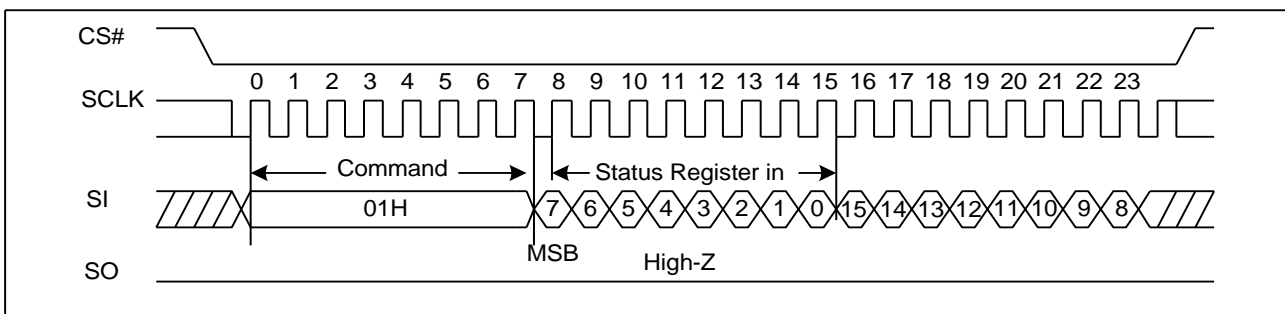 CS#
0 1 2 3 4 5 6 7 8 9 10 11 12 13 14 15 16 17 18 19 20 21 22 23
SCLK
Command Status Register in
SI 01H 7 6 5 4 3 2 1 0 15 14 13 12 11 10 9 8
MSB High-Z
SO